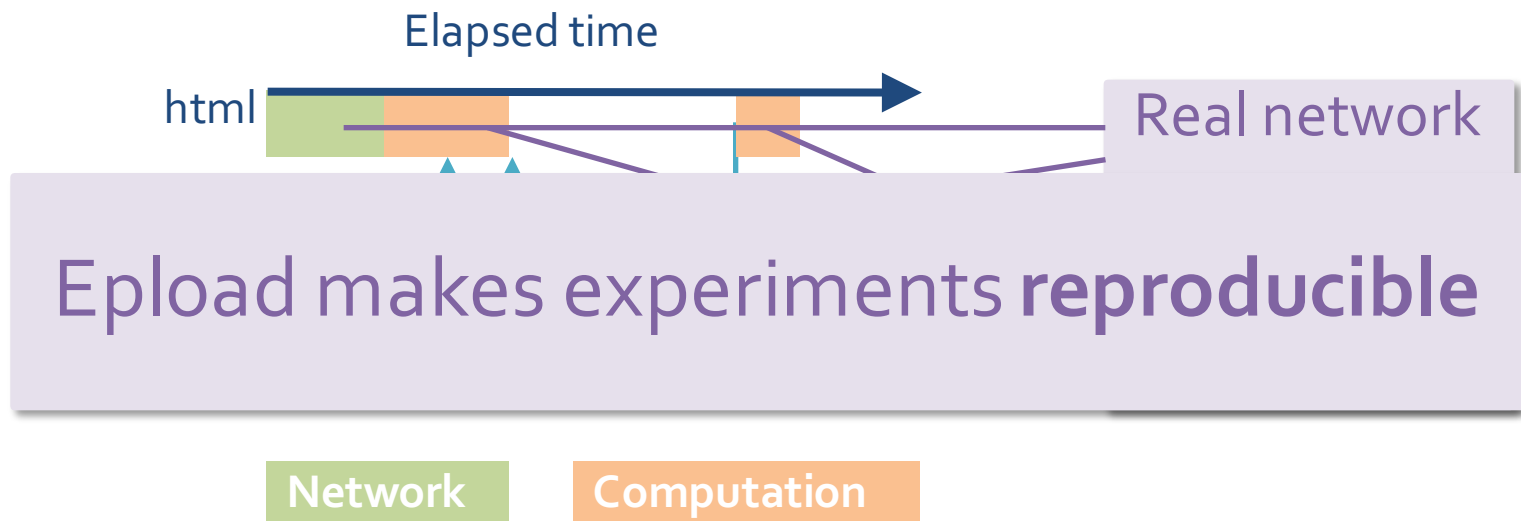 Elapsed time
html
Real network
Epload makes experiments reproducible
Network
Computation